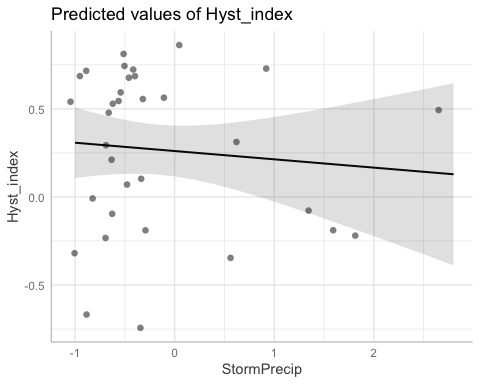 Predicted values of Hyst_index
Hyst_index
0.5
0.0
-0.5
-1
0
1
2
StormPrecip